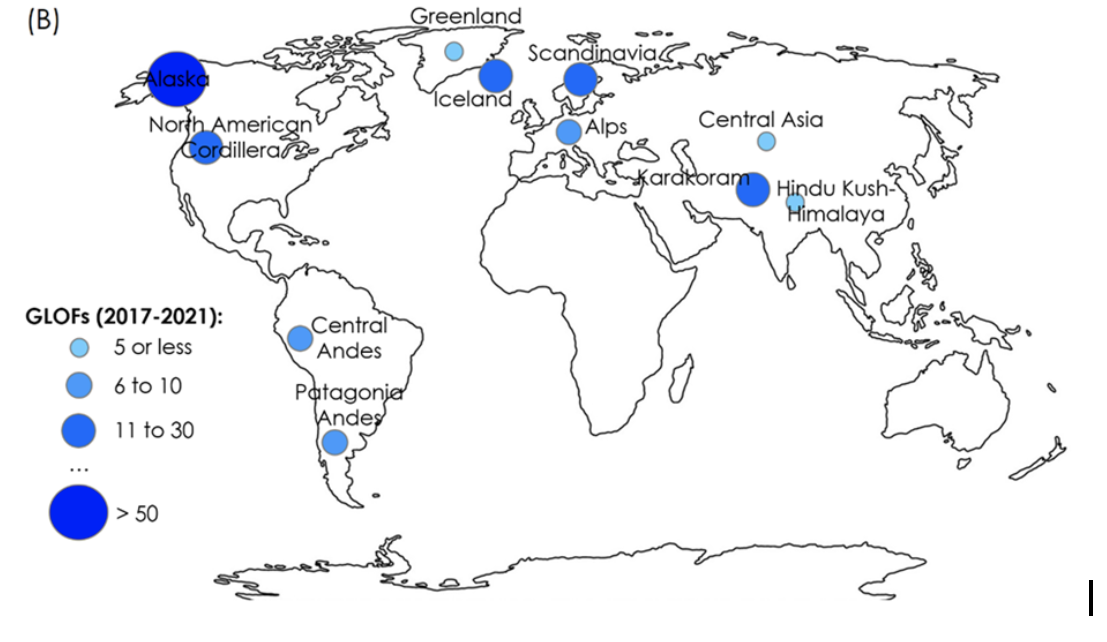 (B)
Greenland
Scandinavia
Alaska
Iceland
North American
Cordillera
Alps
Central Asia
Karakoram
Hindu Kush-
Himalaya
GLOFs (2017-2021):
5 or less
6 to 10
11 to 30
...
> 50
Central
Andes
Patagonia
Andes